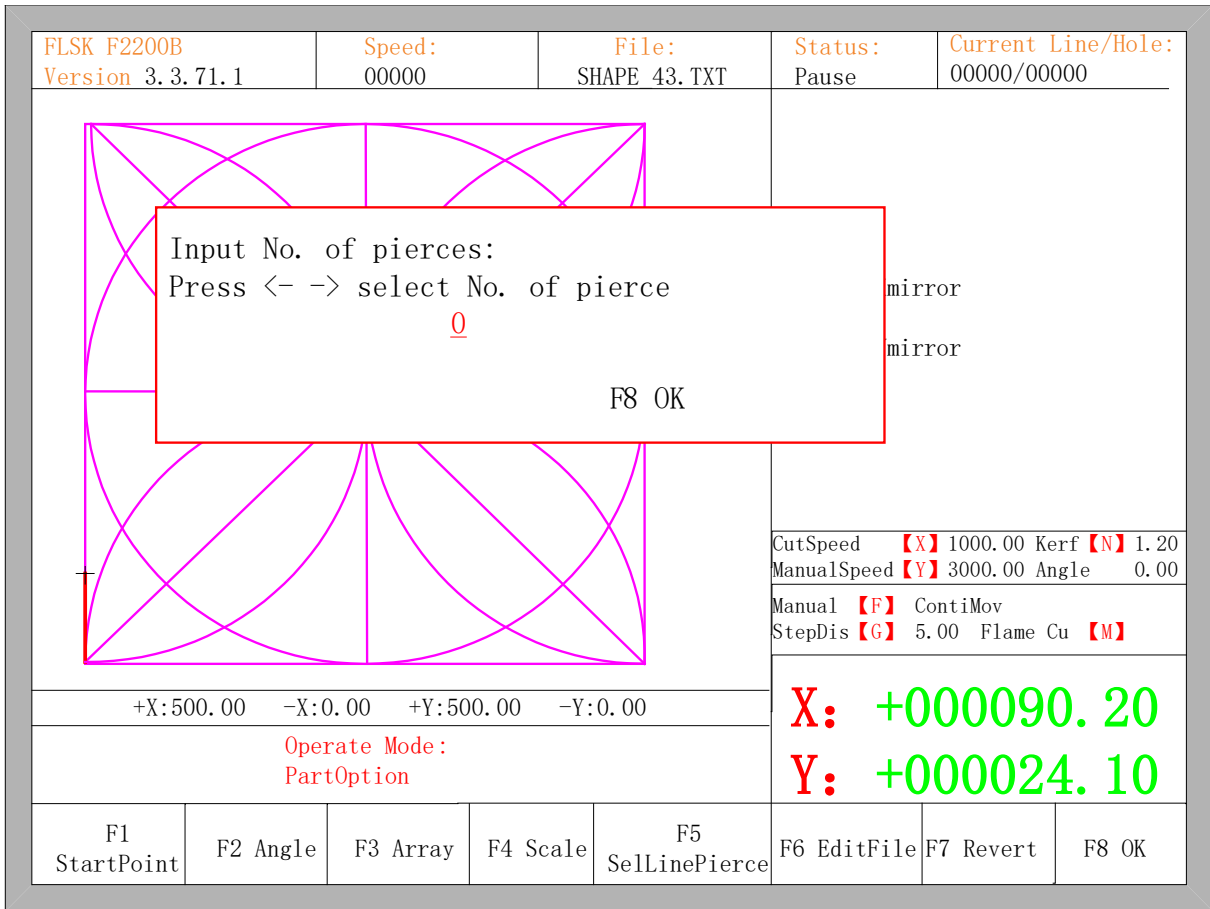 FLSK F2200B
Version 3.3.71.1
Speed:
00000
File:
SHAPE 43.TXT
Status:
Pause
Current Line/Hole:
00000/00000
Input No. of pierces:
Press <- -> select No. of pierce
0
F8 OK
mirror
mirror
CutSpeed 【X】 1000.00 Kerf 【N】 1.20
ManualSpeed 【Y】 3000.00 Angle 0.00
Manual 【F】 ContiMov
StepDis 【G】 5.00 Flame Cu 【M】
+X:500.00 -X:0.00 +Y:500.00 -Y:0.00
Operate Mode:
PartOption
X: +000090.20
Y: +000024.10
F1
StartPoint
F2 Angle
F3 Array
F4 Scale
F5
SelLinePierce
F6 EditFile
F7 Revert
F8 OK